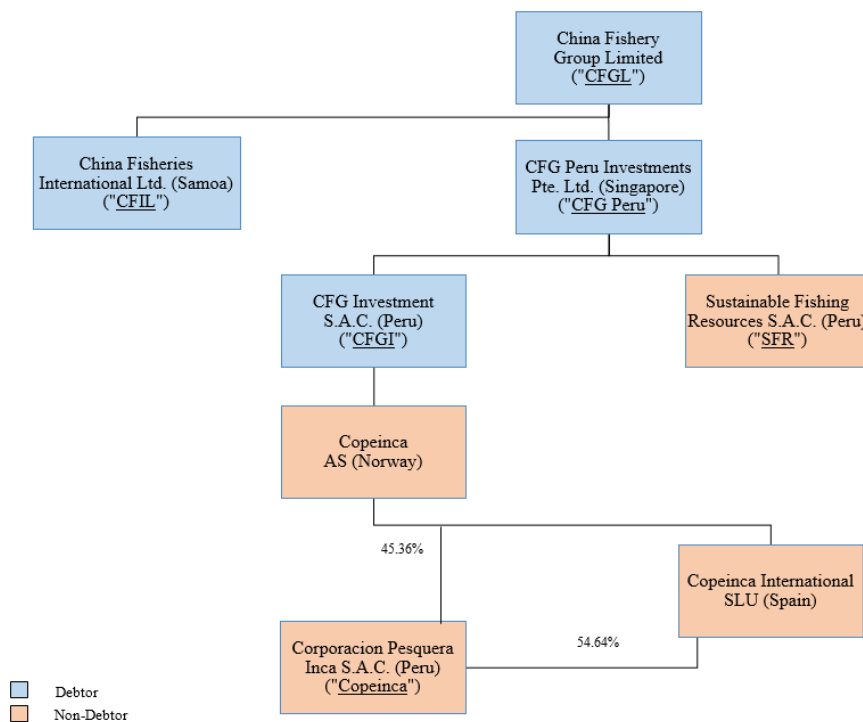 China Fishery
Group Limited
("CFGL")
China Fisheries
International Ltd. (Samoa)
("CFIL")
CFG Peru Investments
Pte. Ltd. (Singapore)
("CFG Peru")
CFG Investment
S.A.C. (Peru)
("CFGI")
Sustainable Fishing
Resources S.A.C. (Peru)
("SFR")
Copeinca
AS (Norway)
45.36%
Copeinca International
SLU (Spain)
54.64%
Corporacion Pesquera
Inca S.A.C. (Peru)
("Copeinca")
Debtor
Non-Debtor